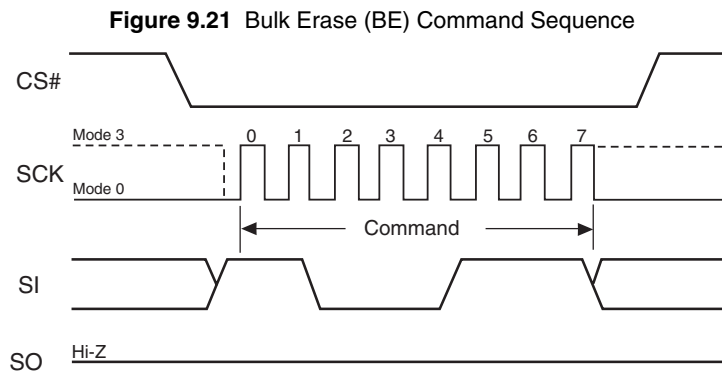 Figure 9.21 Bulk Erase (BE) Command Sequence
CS#
Mode 3
0 1 2 3 4 5 6 7
SCK
Mode 0
Command
SI
Hi-Z
SO